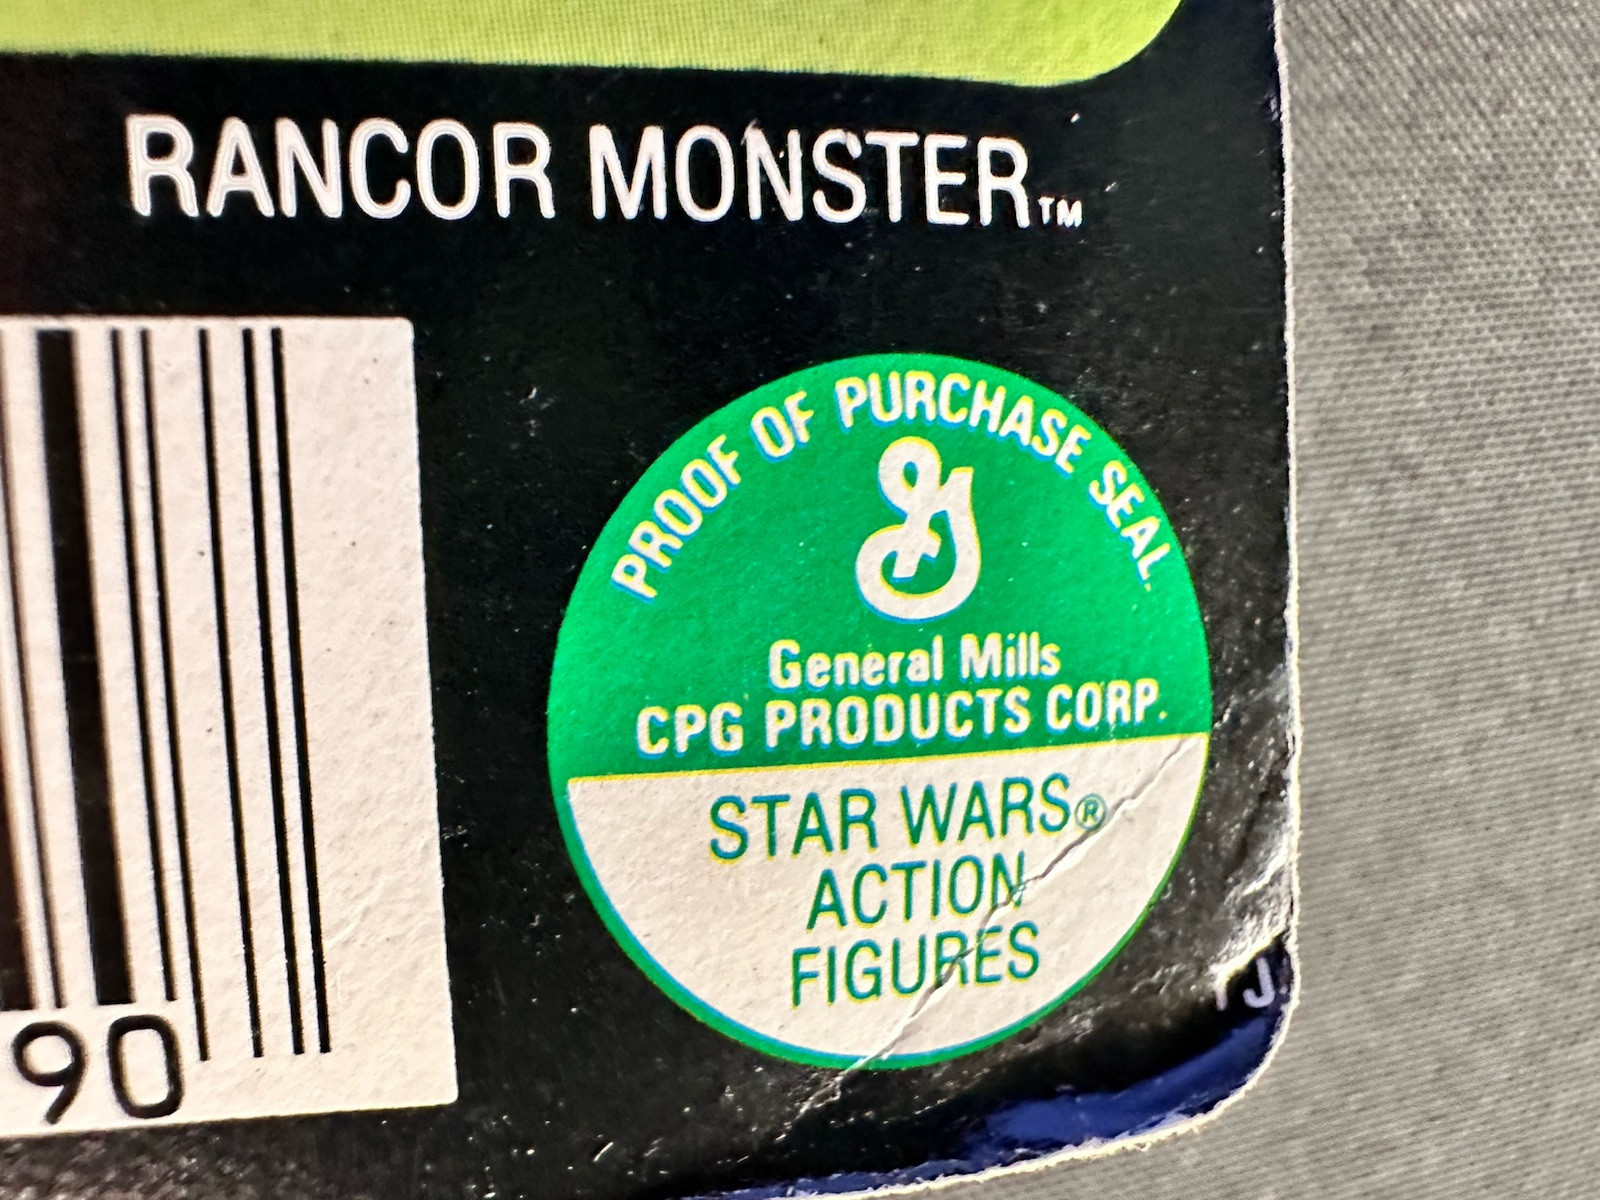 RANCOR MONSTER™
PROOF OF PURCHASE SEAL
General Mills
CPG PRODUCTS CORP.
STAR WARS®
ACTION
FIGURES
90